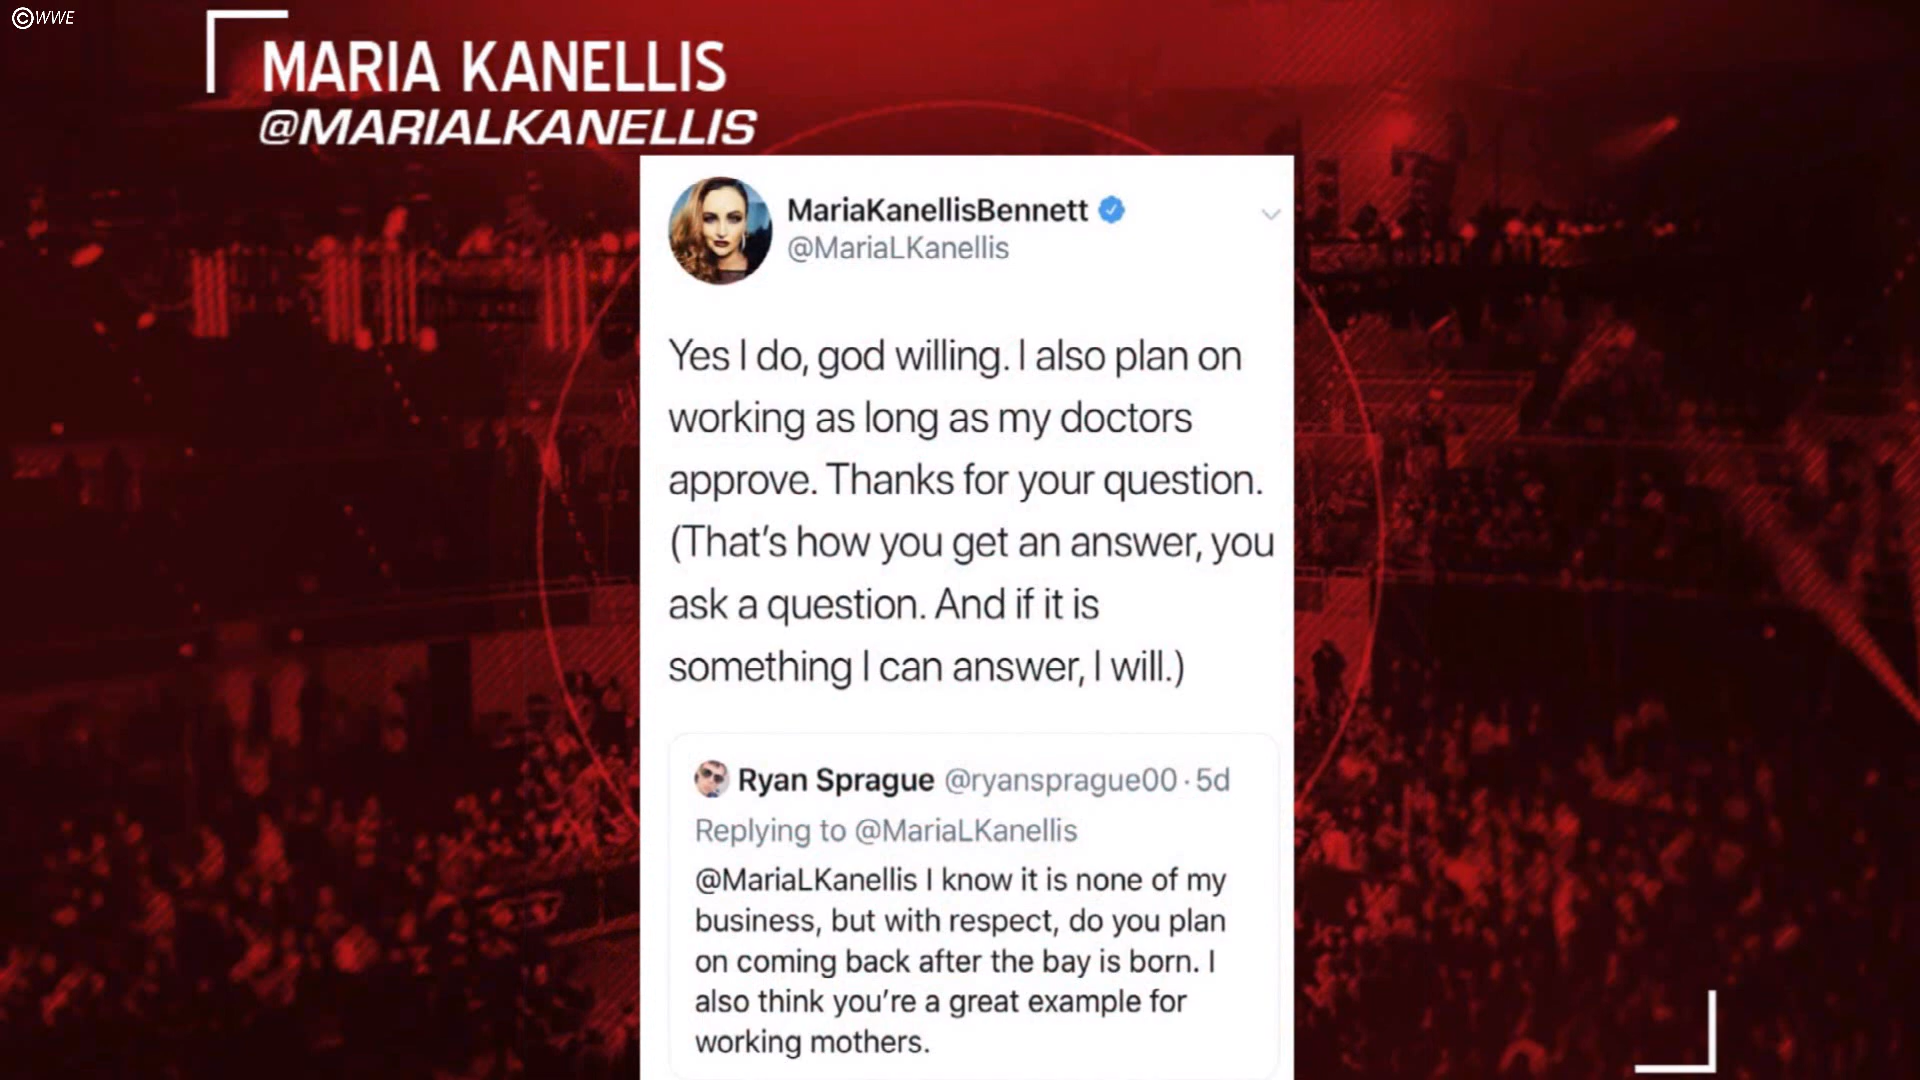 ©WWE
MARIA KANELLIS
@MARIALKANELLIS
MariaKanellisBennett
@MariaLKanellis
Yes I do, god willing. I also plan on
working as long as my doctors
approve. Thanks for your question.
(That's how you get an answer, you
ask a question. And if it is
something I can answer, I will.)
Ryan Sprague @ryansprague00 · 5d
Replying to @MariaLKanellis
@MariaLKanellis I know it is none of my
business, but with respect, do you plan
on coming back after the bay is born. I
also think you're a great example for
working mothers.